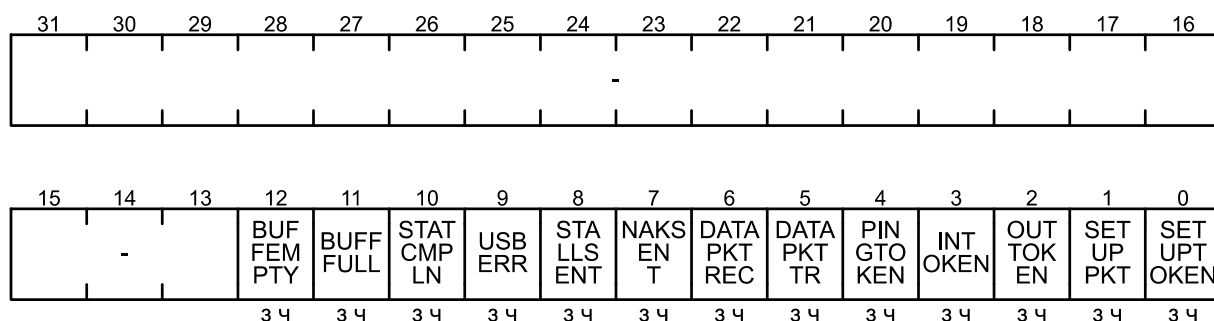 31 30 29 28 27 26 25 24 23 22 21 20 19 18 17 16
-
15 14 13 12 11 10 9 8 7 6 5 4 3 2 1 0
-
BUF
FEM
PTY
BUFF
FULL
STAT
CMP
LN
USB
ERR
STA
LLS
ENT
NAKS
EN
T
DATA
PKT
REC
DATA
PKT
TR
PIN
GTO
KEN
INT
OKEN
OUT
TOK
EN
SET
UP
PKT
SET
UPT
OKEN
з ч з ч з ч з ч з ч з ч з ч з ч з ч з ч з ч з ч з ч